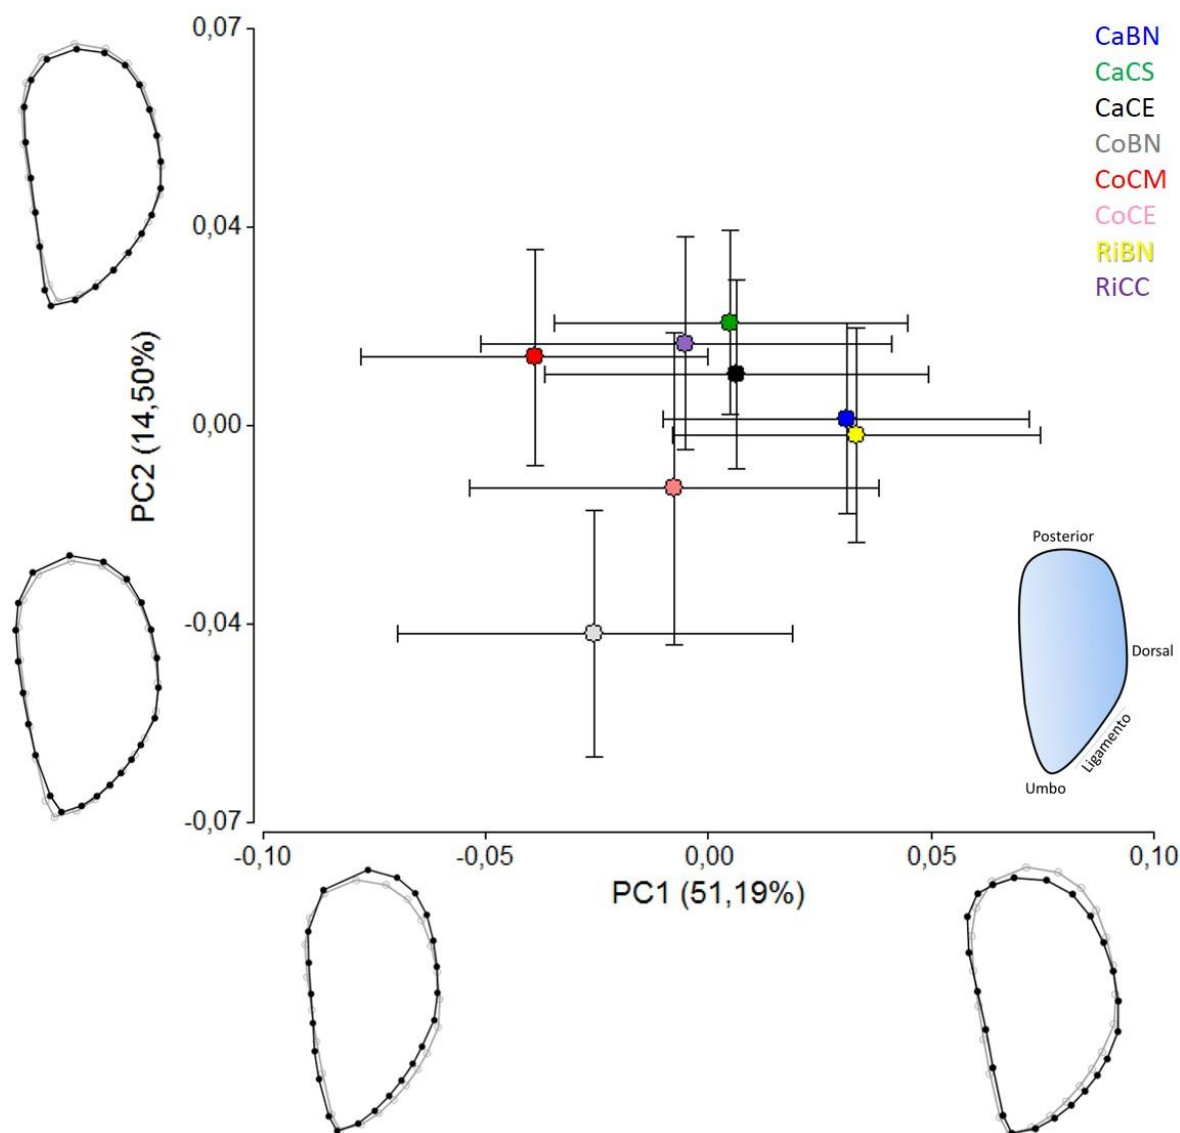 0,07
0,04
0,00
-0,04
-0,07
PC2 (14,50%)
-0,10
-0,05
0,00
0,05
0,10
PC1 (51,19%)
CaBN
CaCS
CaCE
CoBN
CoCM
CoCE
RiBN
RiCC
Posterior
Dorsal
Ligamento
Umbo